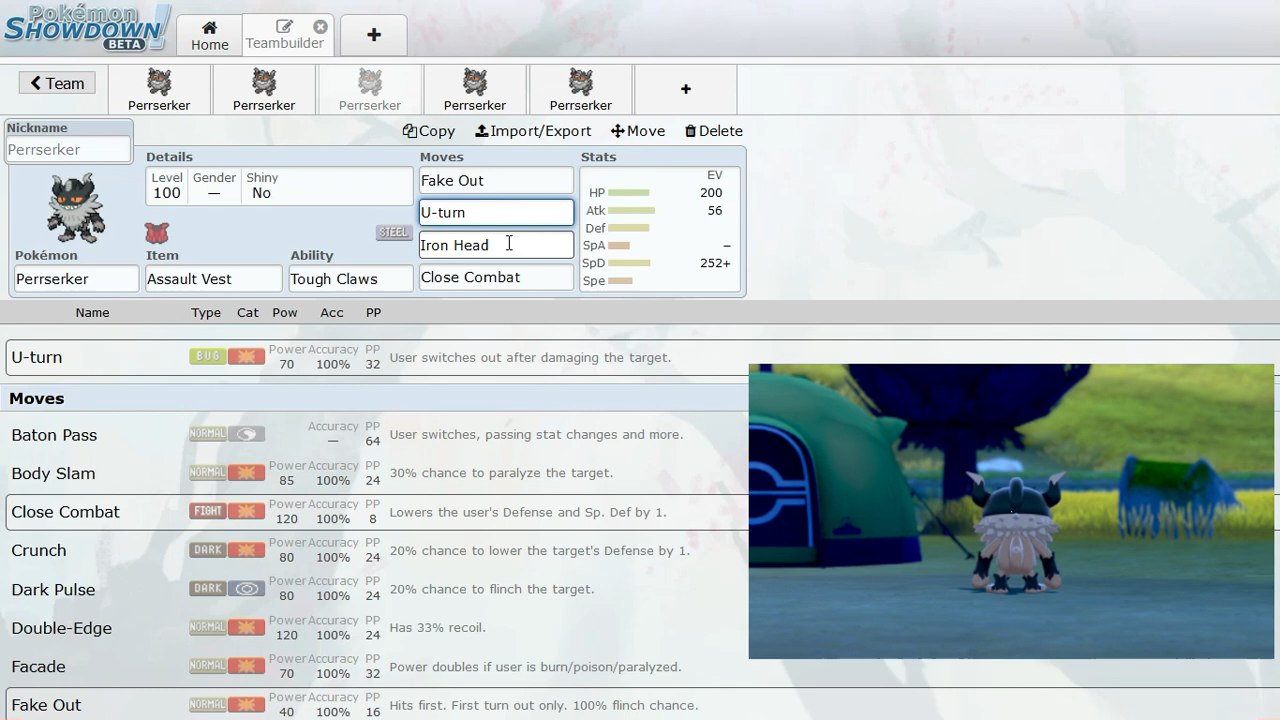 Pokémon
SHOWDOWN!
BETA
Home
Teambuilder
+
Team
Perrserker
Perrserker
Perrserker
Perrserker
Perrserker
+
Nickname
Perrserker
Copy
Import/Export
Move
Delete
Details
Level
100
Gender
—
Shiny
No
STEEL
Pokémon
Perrserker
Item
Assault Vest
Ability
Tough Claws
Moves
Fake Out
U-turn
Iron Head
Close Combat
Stats
EV
HP 200
Atk 56
Def
SpA –
SpD 252+
Spe
Name Type Cat Pow Acc PP
U-turn BUG Power 70 Accuracy 100% PP 32 User switches out after damaging the target.
Moves
Baton Pass NORMAL Accuracy — PP 64 User switches, passing stat changes and more.
Body Slam NORMAL Power 85 Accuracy 100% PP 24 30% chance to paralyze the target.
Close Combat FIGHT Power 120 Accuracy 100% PP 8 Lowers the user's Defense and Sp. Def by 1.
Crunch DARK Power 80 Accuracy 100% PP 24 20% chance to lower the target's Defense by 1.
Dark Pulse DARK Power 80 Accuracy 100% PP 24 20% chance to flinch the target.
Double-Edge NORMAL Power 120 Accuracy 100% PP 24 Has 33% recoil.
Facade NORMAL Power 70 Accuracy 100% PP 32 Power doubles if user is burn/poison/paralyzed.
Fake Out NORMAL Power 40 Accuracy 100% PP 16 Hits first. First turn out only. 100% flinch chance.